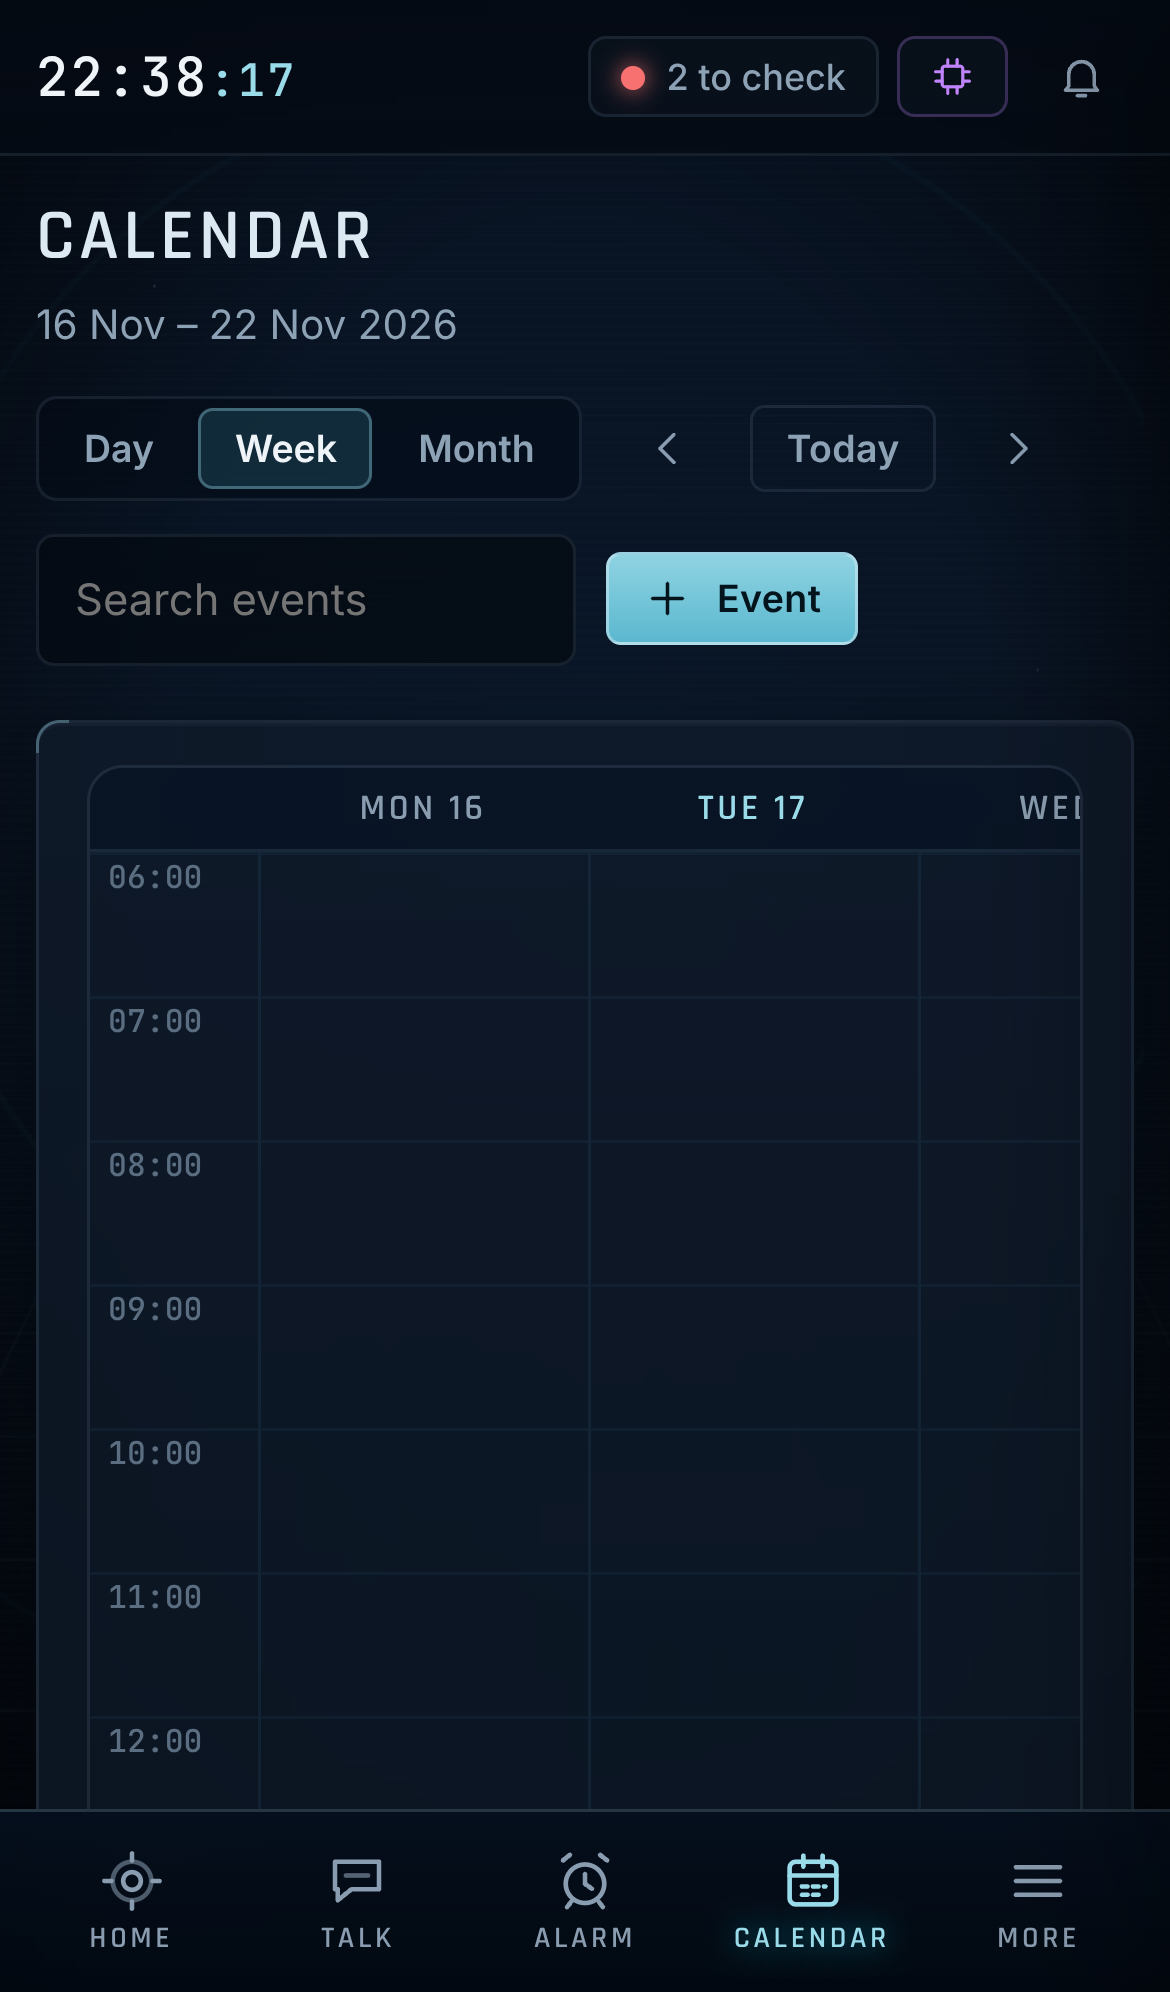 22:38:17
2 to check
CALENDAR
16 Nov – 22 Nov 2026
Day Week Month Today
Search events
Event
MON 16 TUE 17 WED
06:00
07:00
08:00
09:00
10:00
11:00
12:00
HOME TALK ALARM CALENDAR MORE